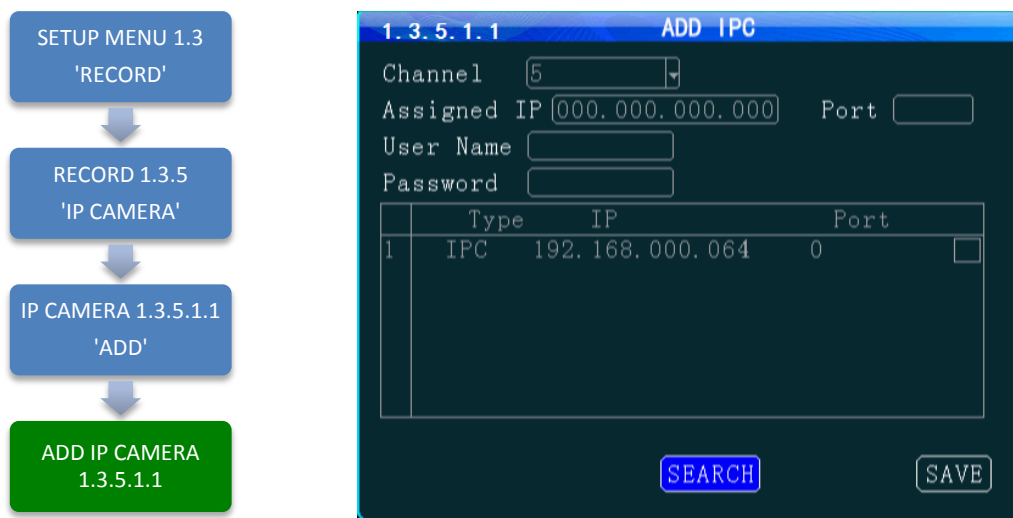 SETUP MENU 1.3
'RECORD'
RECORD 1.3.5
'IP CAMERA'
IP CAMERA 1.3.5.1.1
'ADD'
ADD IP CAMERA
1.3.5.1.1
1.3.5.1.1 ADD IPC
Channel 5
Assigned IP 000.000.000.000 Port
User Name
Password
Type IP Port
1 IPC 192.168.000.064 0
SEARCH SAVE